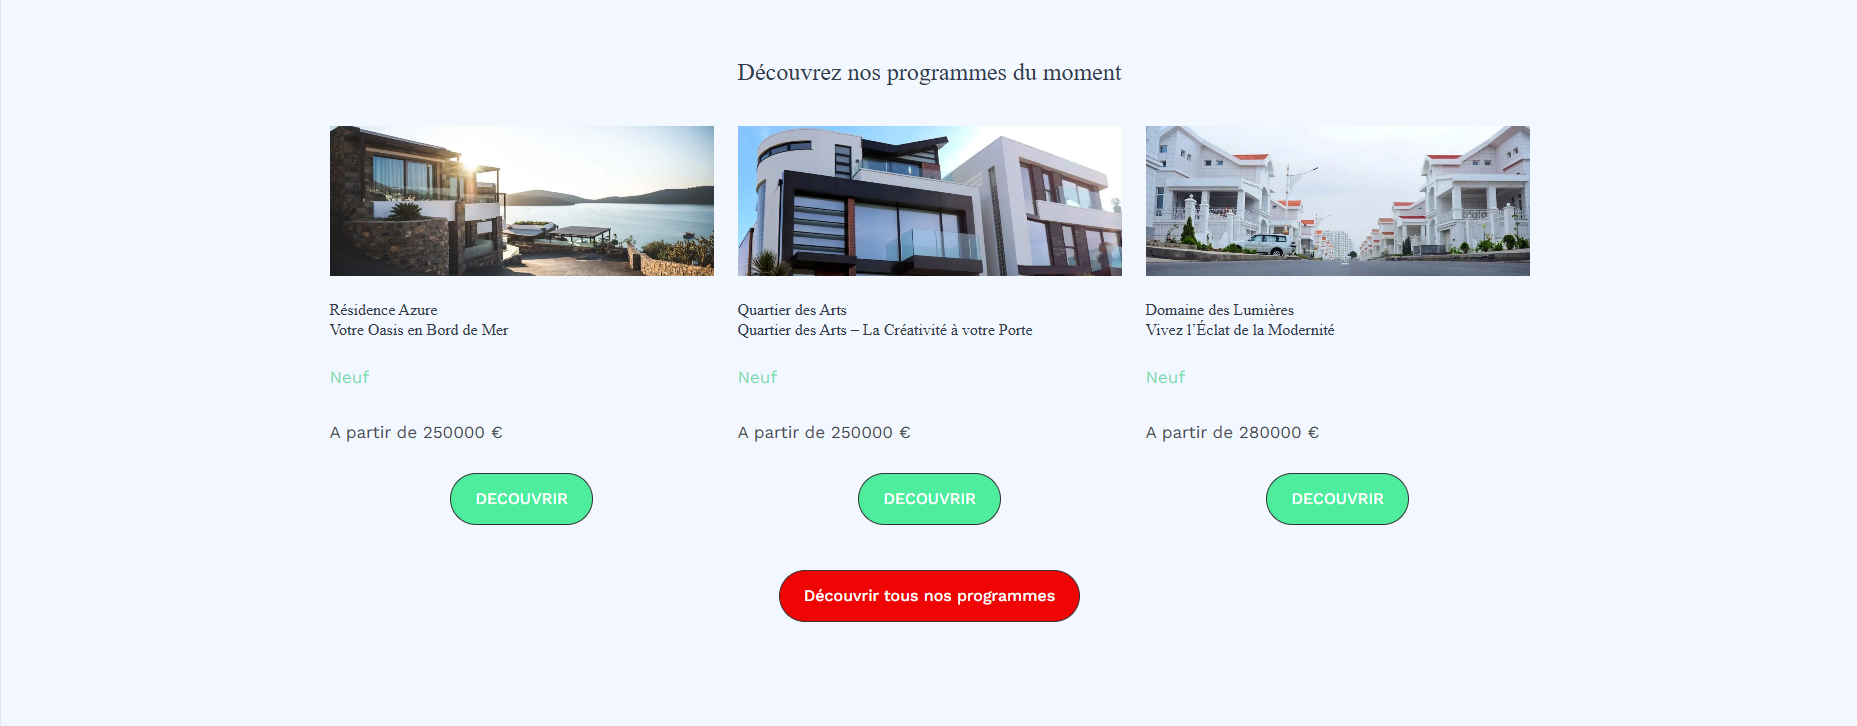 Découvrez nos programmes du moment
Résidence Azure
Votre Oasis en Bord de Mer
Neuf
A partir de 250000 €
DECOUVRIR
Quartier des Arts
Quartier des Arts – La Créativité à votre Porte
Neuf
A partir de 250000 €
DECOUVRIR
Domaine des Lumières
Vivez l’Éclat de la Modernité
Neuf
A partir de 280000 €
DECOUVRIR
Découvrir tous nos programmes